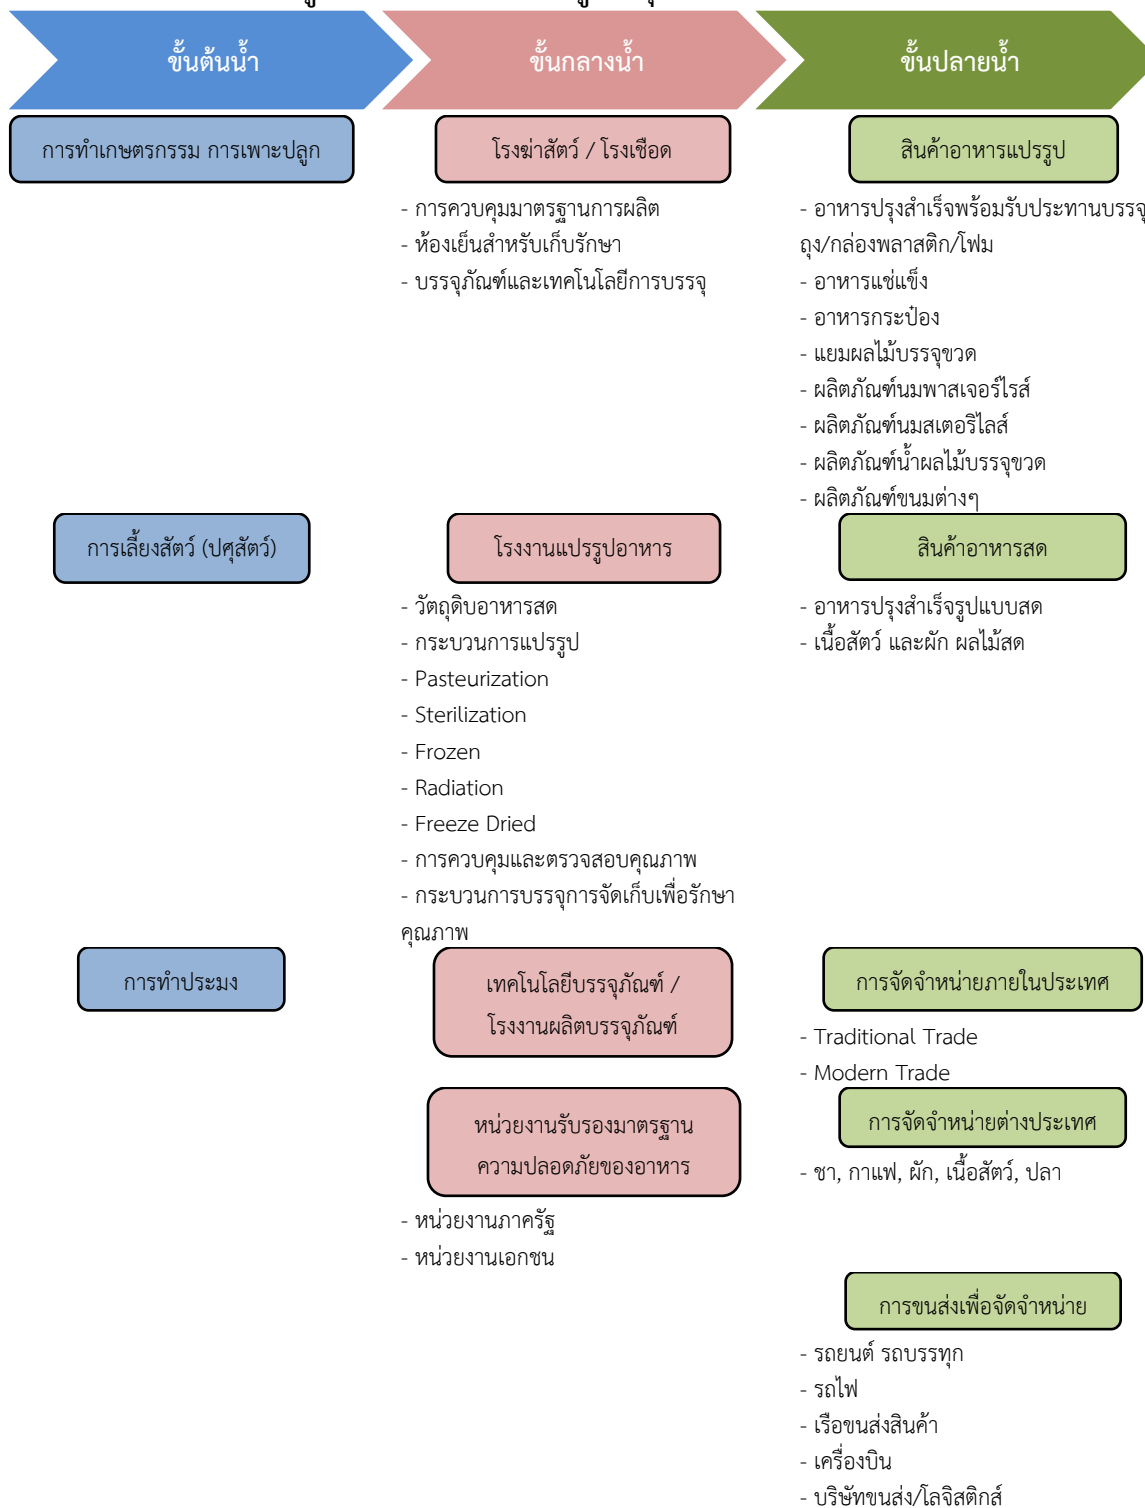 ขั้นต้นน้ำ
ขั้นกลางน้ำ
ขั้นปลายน้ำ
การทำเกษตรกรรม การเพาะปลูก
โรงฆ่าสัตว์ / โรงเชือด
- การควบคุมมาตรฐานการผลิต
- ห้องเย็นสำหรับเก็บรักษา
- บรรจุภัณฑ์และเทคโนโลยีการบรรจุ
สินค้าอาหารแปรรูป
- อาหารปรุงสำเร็จพร้อมรับประทานบรรจุ
ถุง/กล่องพลาสติก/โฟม
- อาหารแช่แข็ง
- อาหารกระป๋อง
- แยมผลไม้บรรจุขวด
- ผลิตภัณฑ์นมพาสเจอร์ไรส์
- ผลิตภัณฑ์นมสเตอริไลส์
- ผลิตภัณฑ์น้ำผลไม้บรรจุขวด
- ผลิตภัณฑ์ขนมต่างๆ
การเลี้ยงสัตว์ (ปศุสัตว์)
โรงงานแปรรูปอาหาร
- วัตถุดิบอาหารสด
- กระบวนการแปรรูป
- Pasteurization
- Sterilization
- Frozen
- Radiation
- Freeze Dried
- การควบคุมและตรวจสอบคุณภาพ
- กระบวนการบรรจุการจัดเก็บเพื่อรักษา
คุณภาพ
สินค้าอาหารสด
- อาหารปรุงสำเร็จรูปแบบสด
- เนื้อสัตว์ และผัก ผลไม้สด
การทำประมง
เทคโนโลยีบรรจุภัณฑ์ /
โรงงานผลิตบรรจุภัณฑ์
การจัดจำหน่ายภายในประเทศ
- Traditional Trade
- Modern Trade
หน่วยงานรับรองมาตรฐาน
ความปลอดภัยของอาหาร
- หน่วยงานภาครัฐ
- หน่วยงานเอกชน
การจัดจำหน่ายต่างประเทศ
- ชา, กาแฟ, ผัก, เนื้อสัตว์, ปลา
การขนส่งเพื่อจัดจำหน่าย
- รถยนต์ รถบรรทุก
- รถไฟ
- เรือขนส่งสินค้า
- เครื่องบิน
- บริษัทขนส่ง/โลจิสติกส์